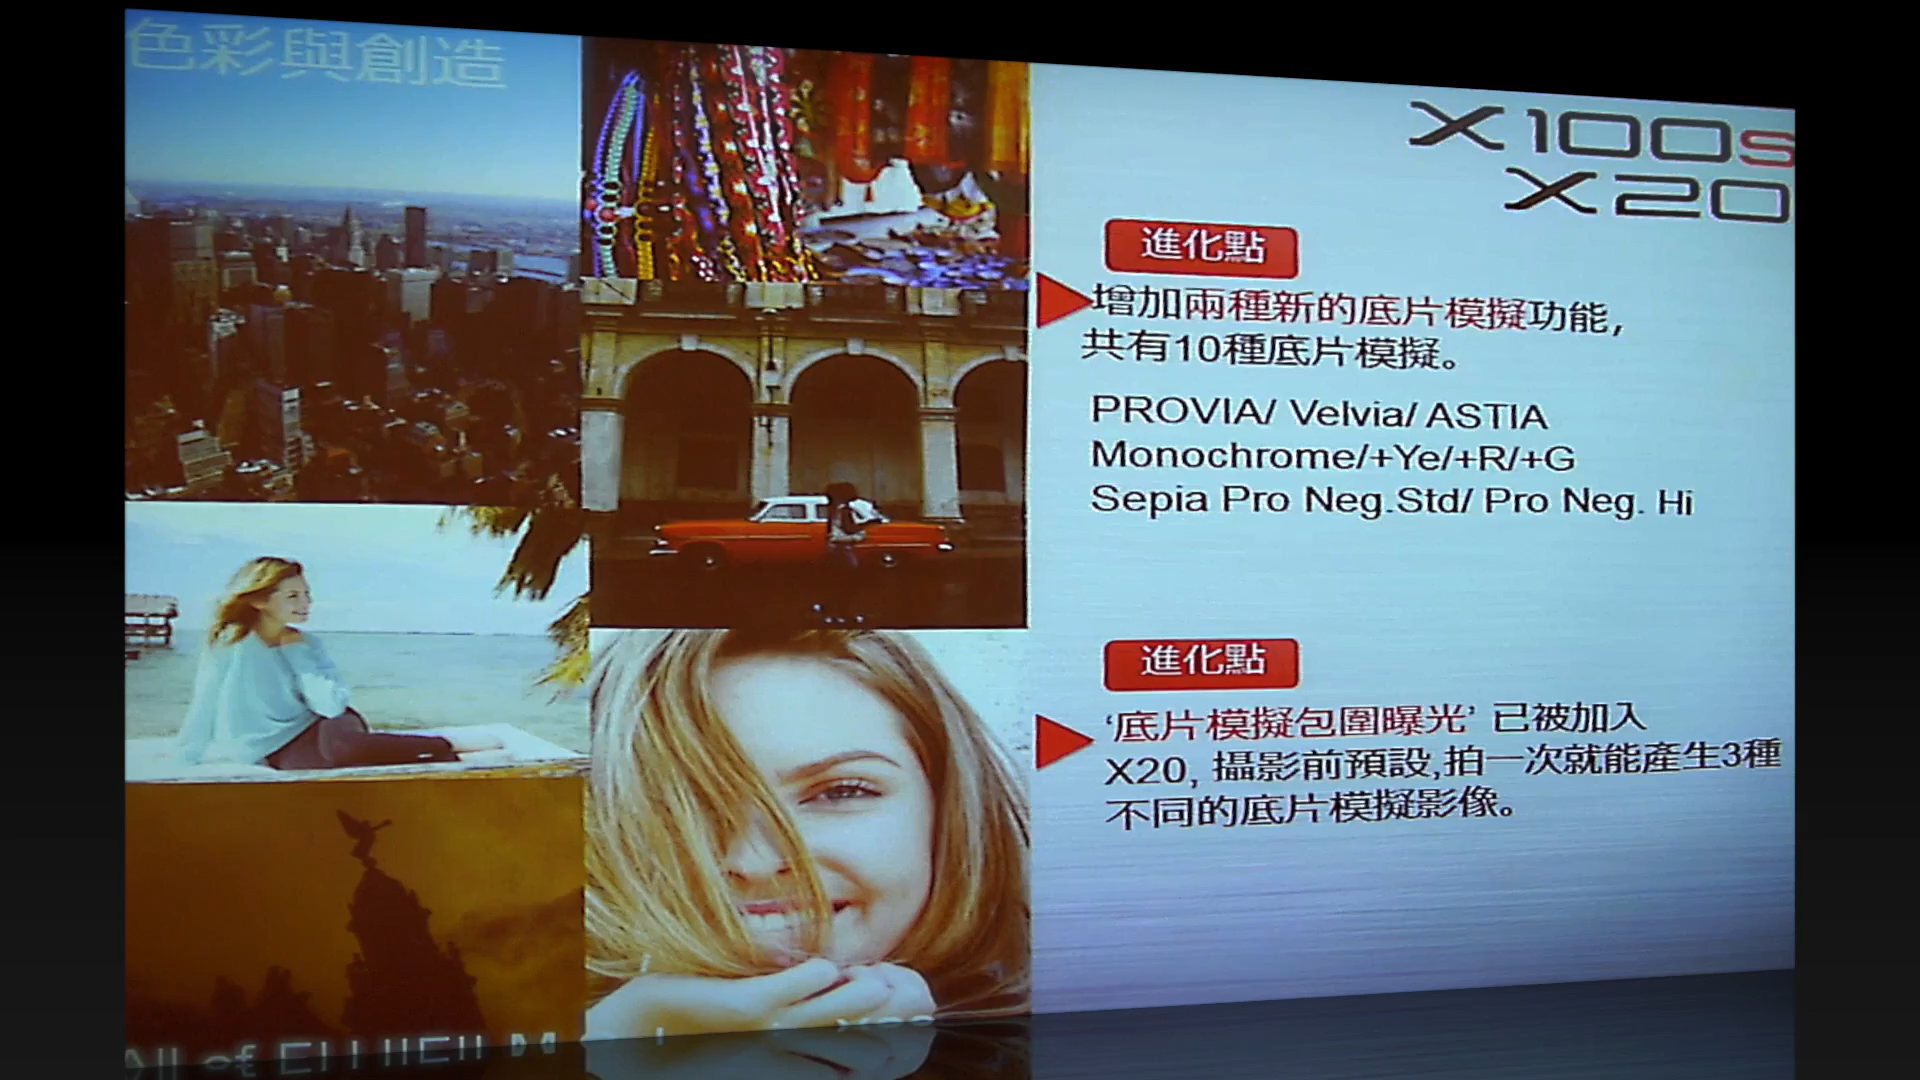 色彩與創造
X100S
X20
進化點
增加兩種新的底片模擬功能,
共有10種底片模擬。
PROVIA/ Velvia/ ASTIA
Monochrome/+Ye/+R/+G
Sepia Pro Neg.Std/ Pro Neg. Hi
進化點
‘底片模擬包圍曝光’ 已被加入
X20, 攝影前預設,拍一次就能產生3種
不同的底片模擬影像。
All of